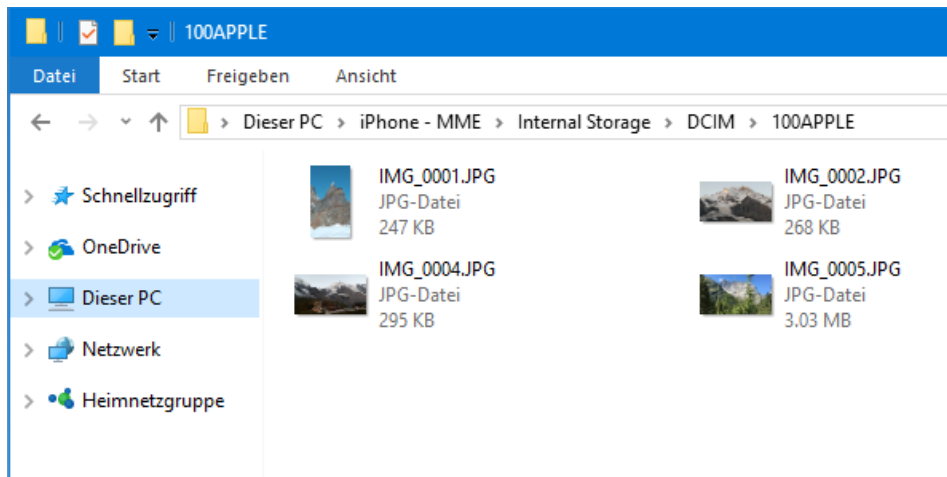 100APPLE
Datei Start Freigeben Ansicht
Dieser PC > iPhone - MME > Internal Storage > DCIM > 100APPLE
Schnellzugriff
OneDrive
Dieser PC
Netzwerk
Heimnetzgruppe
IMG_0001.JPG
JPG-Datei
247 KB
IMG_0002.JPG
JPG-Datei
268 KB
IMG_0004.JPG
JPG-Datei
295 KB
IMG_0005.JPG
JPG-Datei
3.03 MB